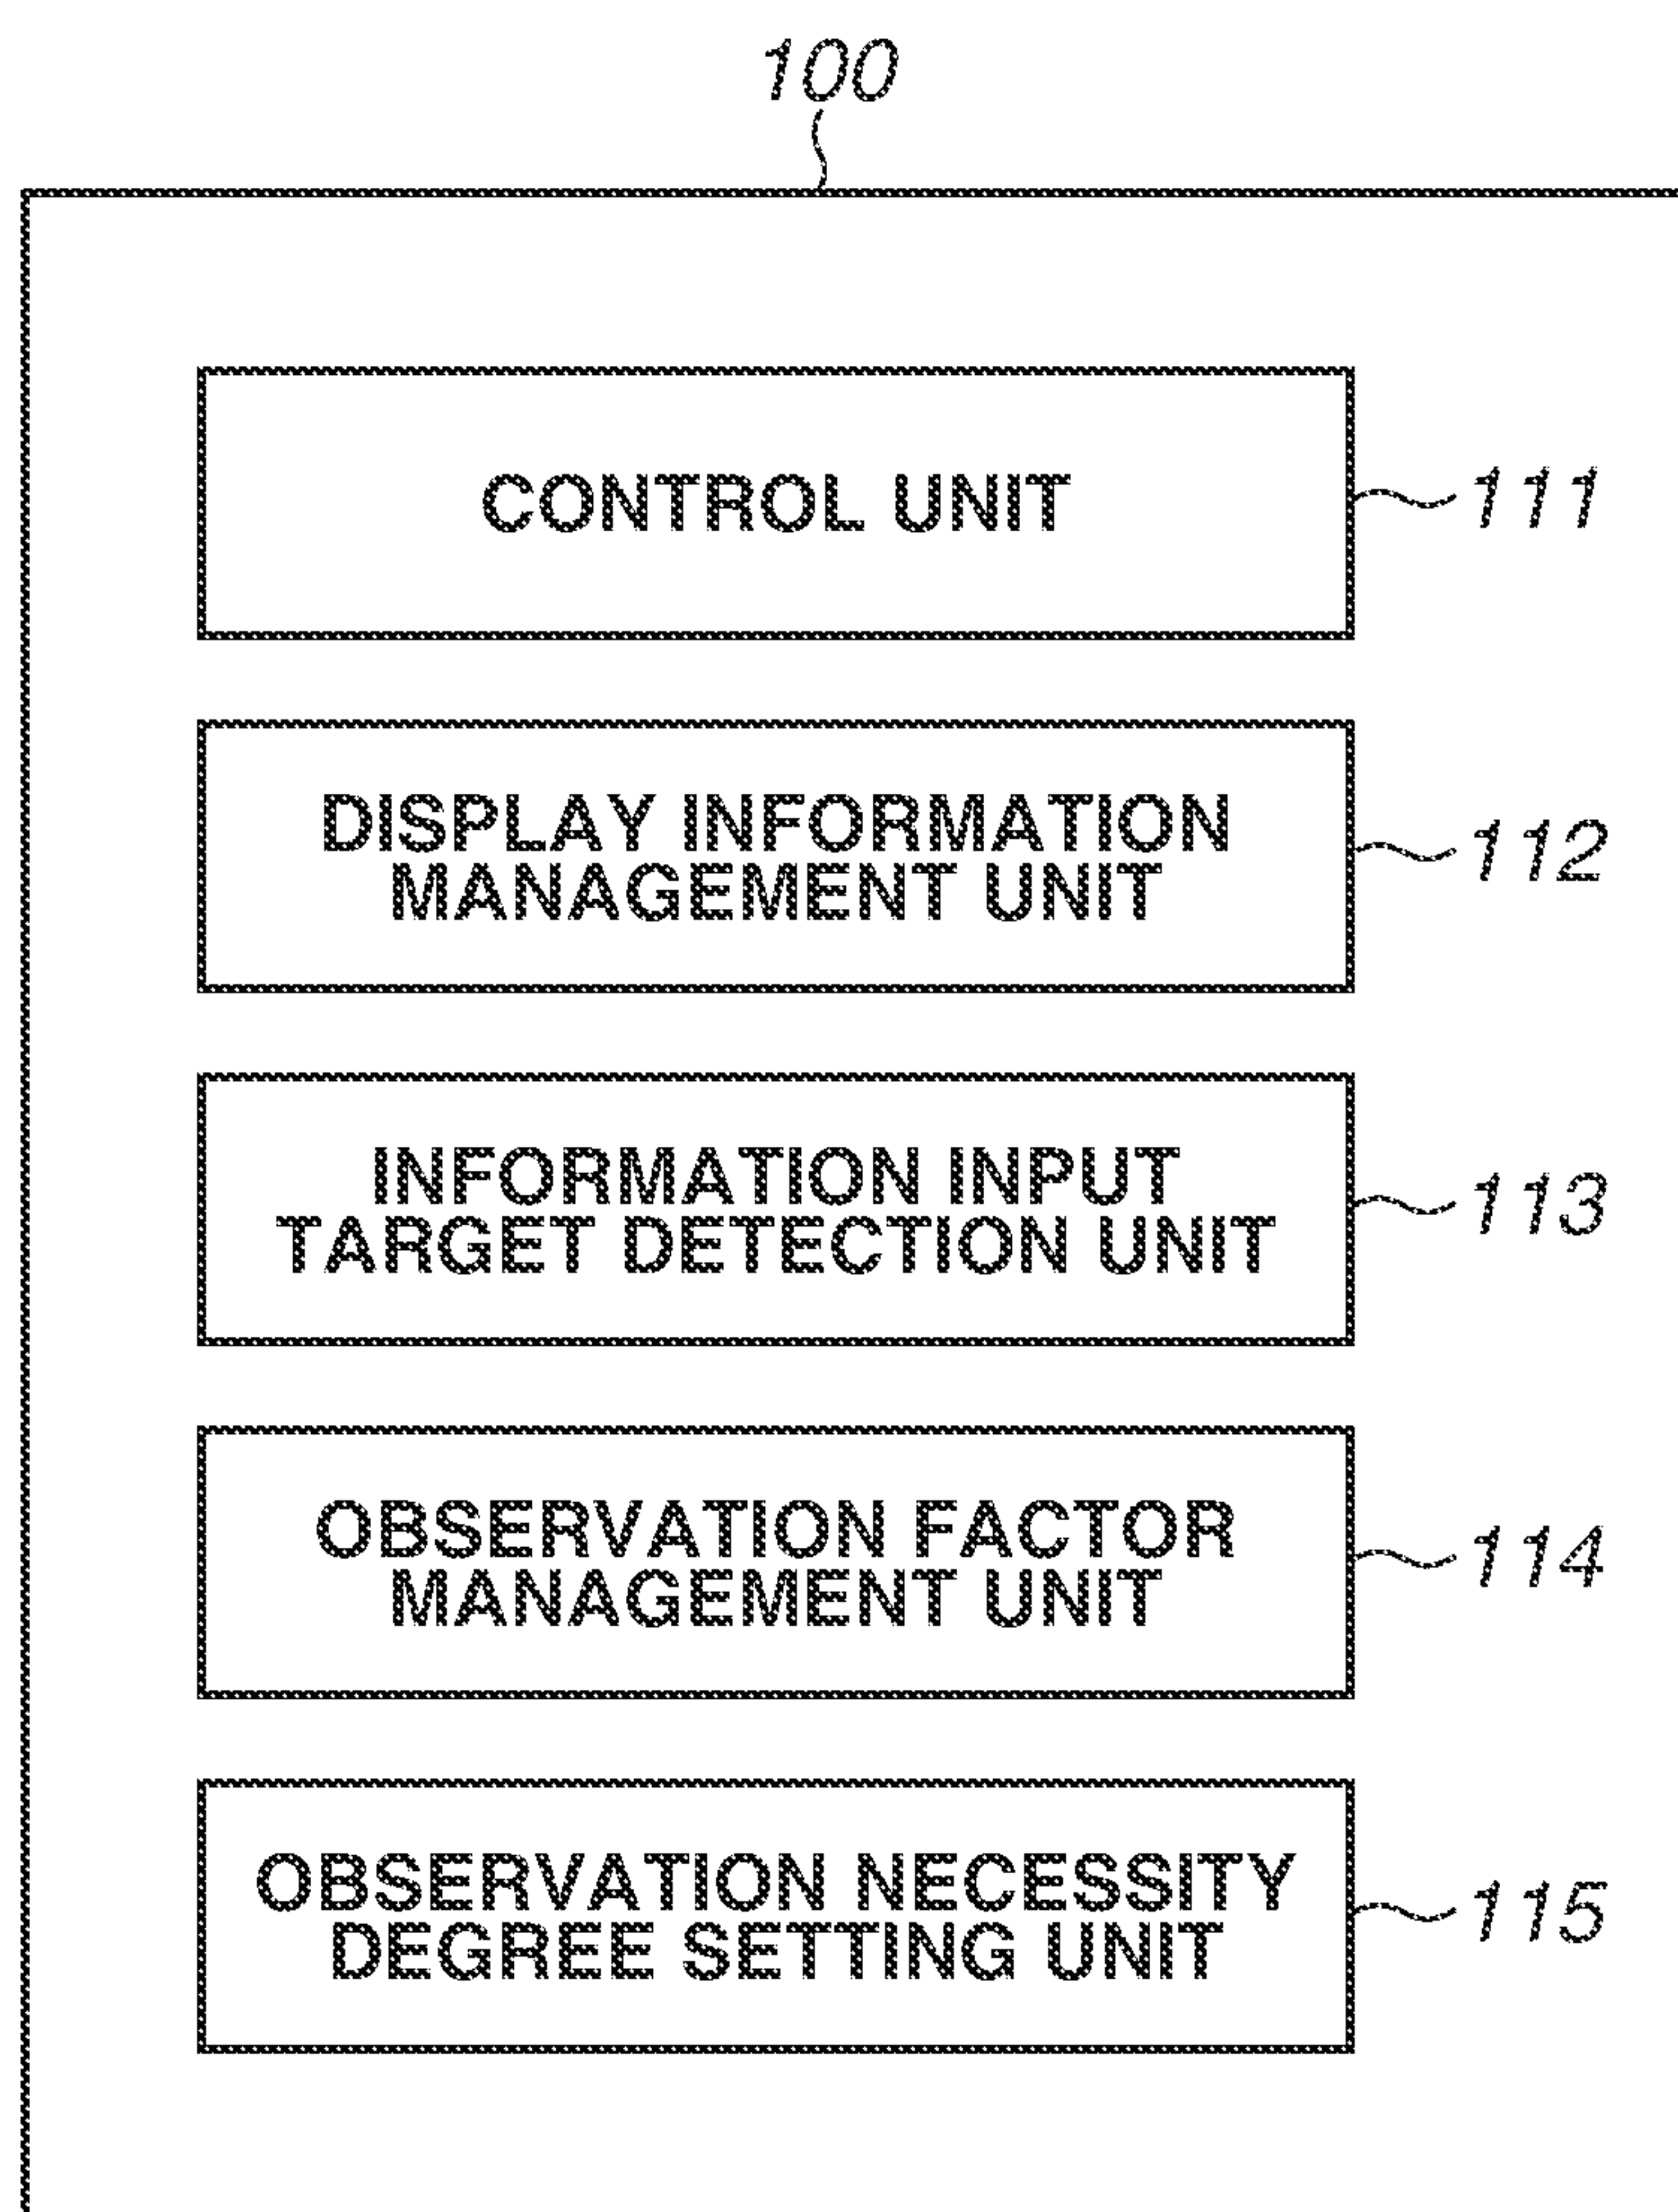 100
CONTROL UNIT
111
DISPLAY INFORMATION
MANAGEMENT UNIT
112
INFORMATION INPUT
TARGET DETECTION UNIT
113
OBSERVATION FACTOR
MANAGEMENT UNIT
114
OBSERVATION NECESSITY
DEGREE SETTING UNIT
115